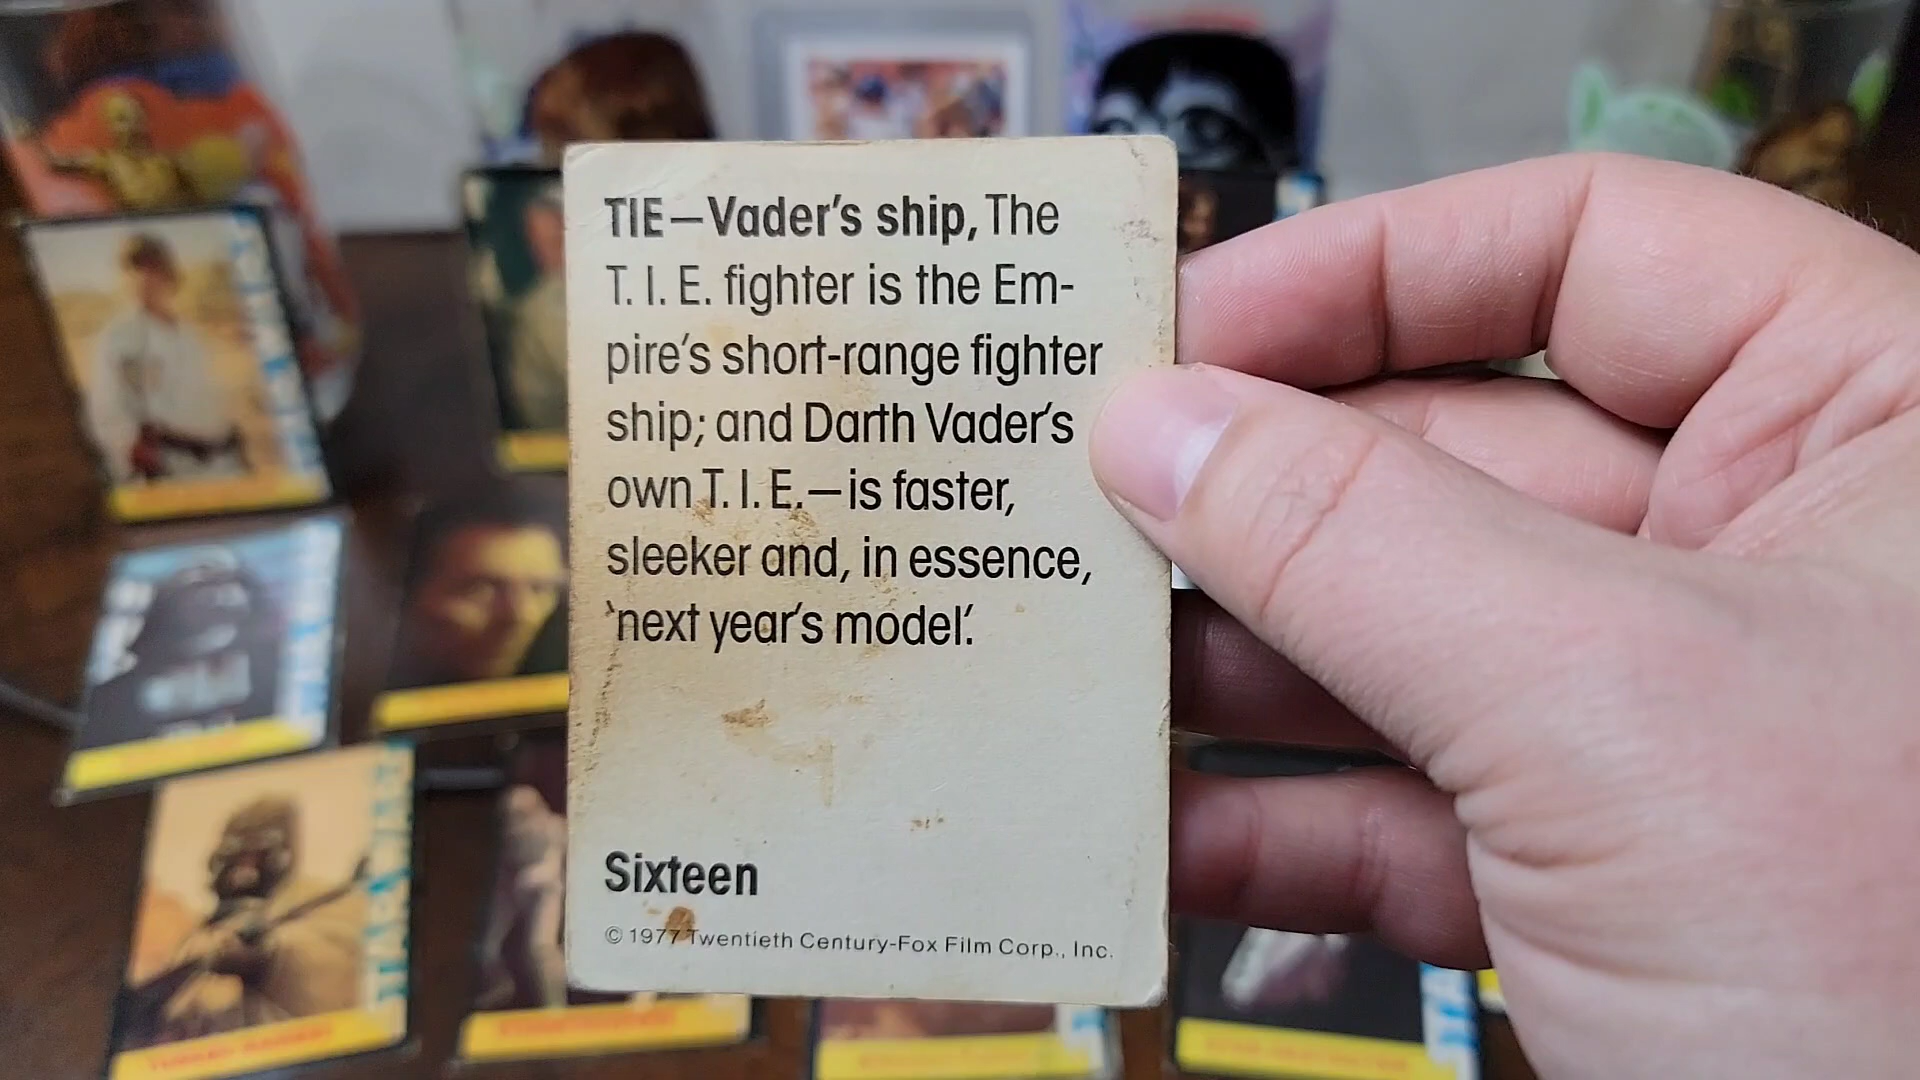 TIE—Vader's ship, The
T. I. E. fighter is the Em-
pire's short-range fighter
ship; and Darth Vader's
own T. I. E.—is faster,
sleeker and, in essence,
'next year's model'.
Sixteen
© 1977 Twentieth Century-Fox Film Corp., Inc.